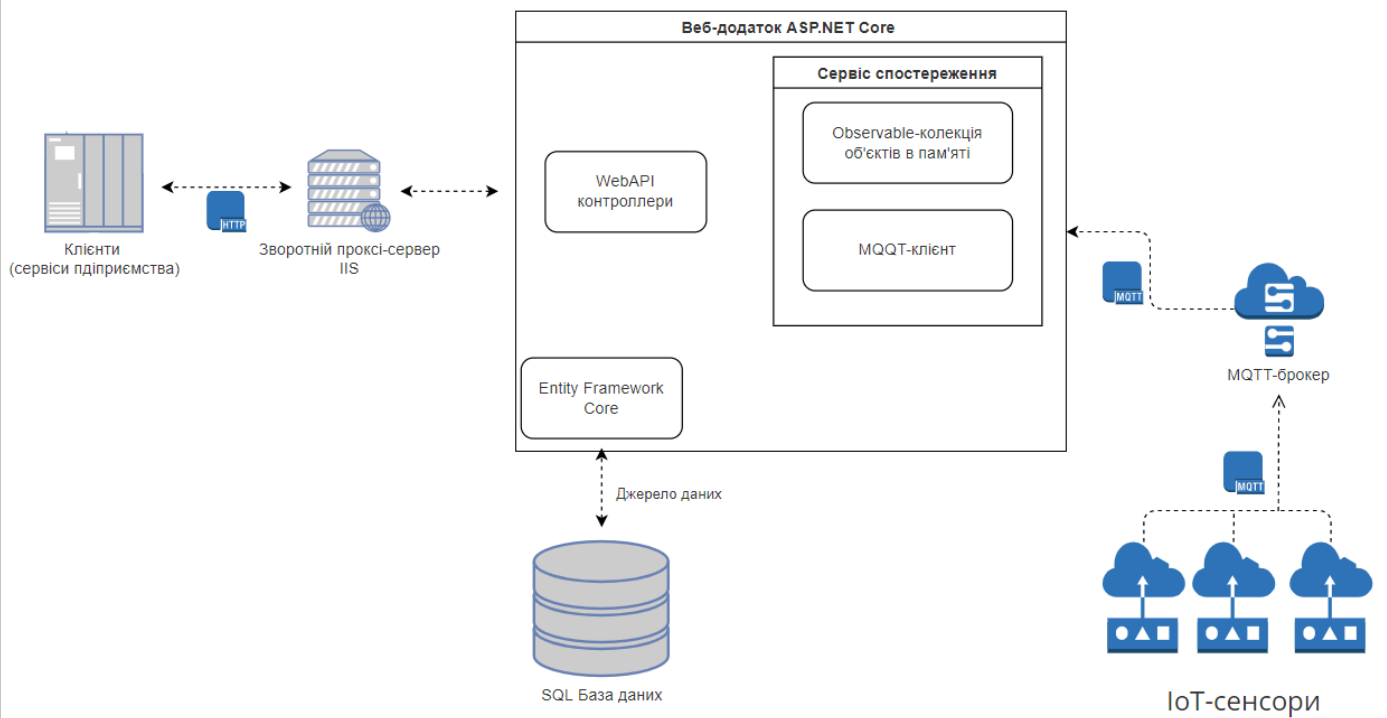 Веб-додаток ASP.NET Core
Сервіс спостереження
Observable-колекція
об'єктів в пам'яті
WebAPI
контроллери
MQQT-клієнт
HTTP
Клієнти
(сервіси пдіприємства)
Зворотній проксі-сервер
IIS
MQTT
MQTT-брокер
Entity Framework
Core
Джерело даних
MQTT
SQL База даних
IoT-сенсори